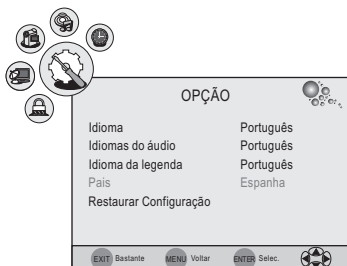 OPÇÃO
Idioma Português
Idiomas do áudio Português
Idioma da legenda Português
Pais Espanha
Restaurar Configuração
EXIT Bastante MENU Voltar ENTER Selec.